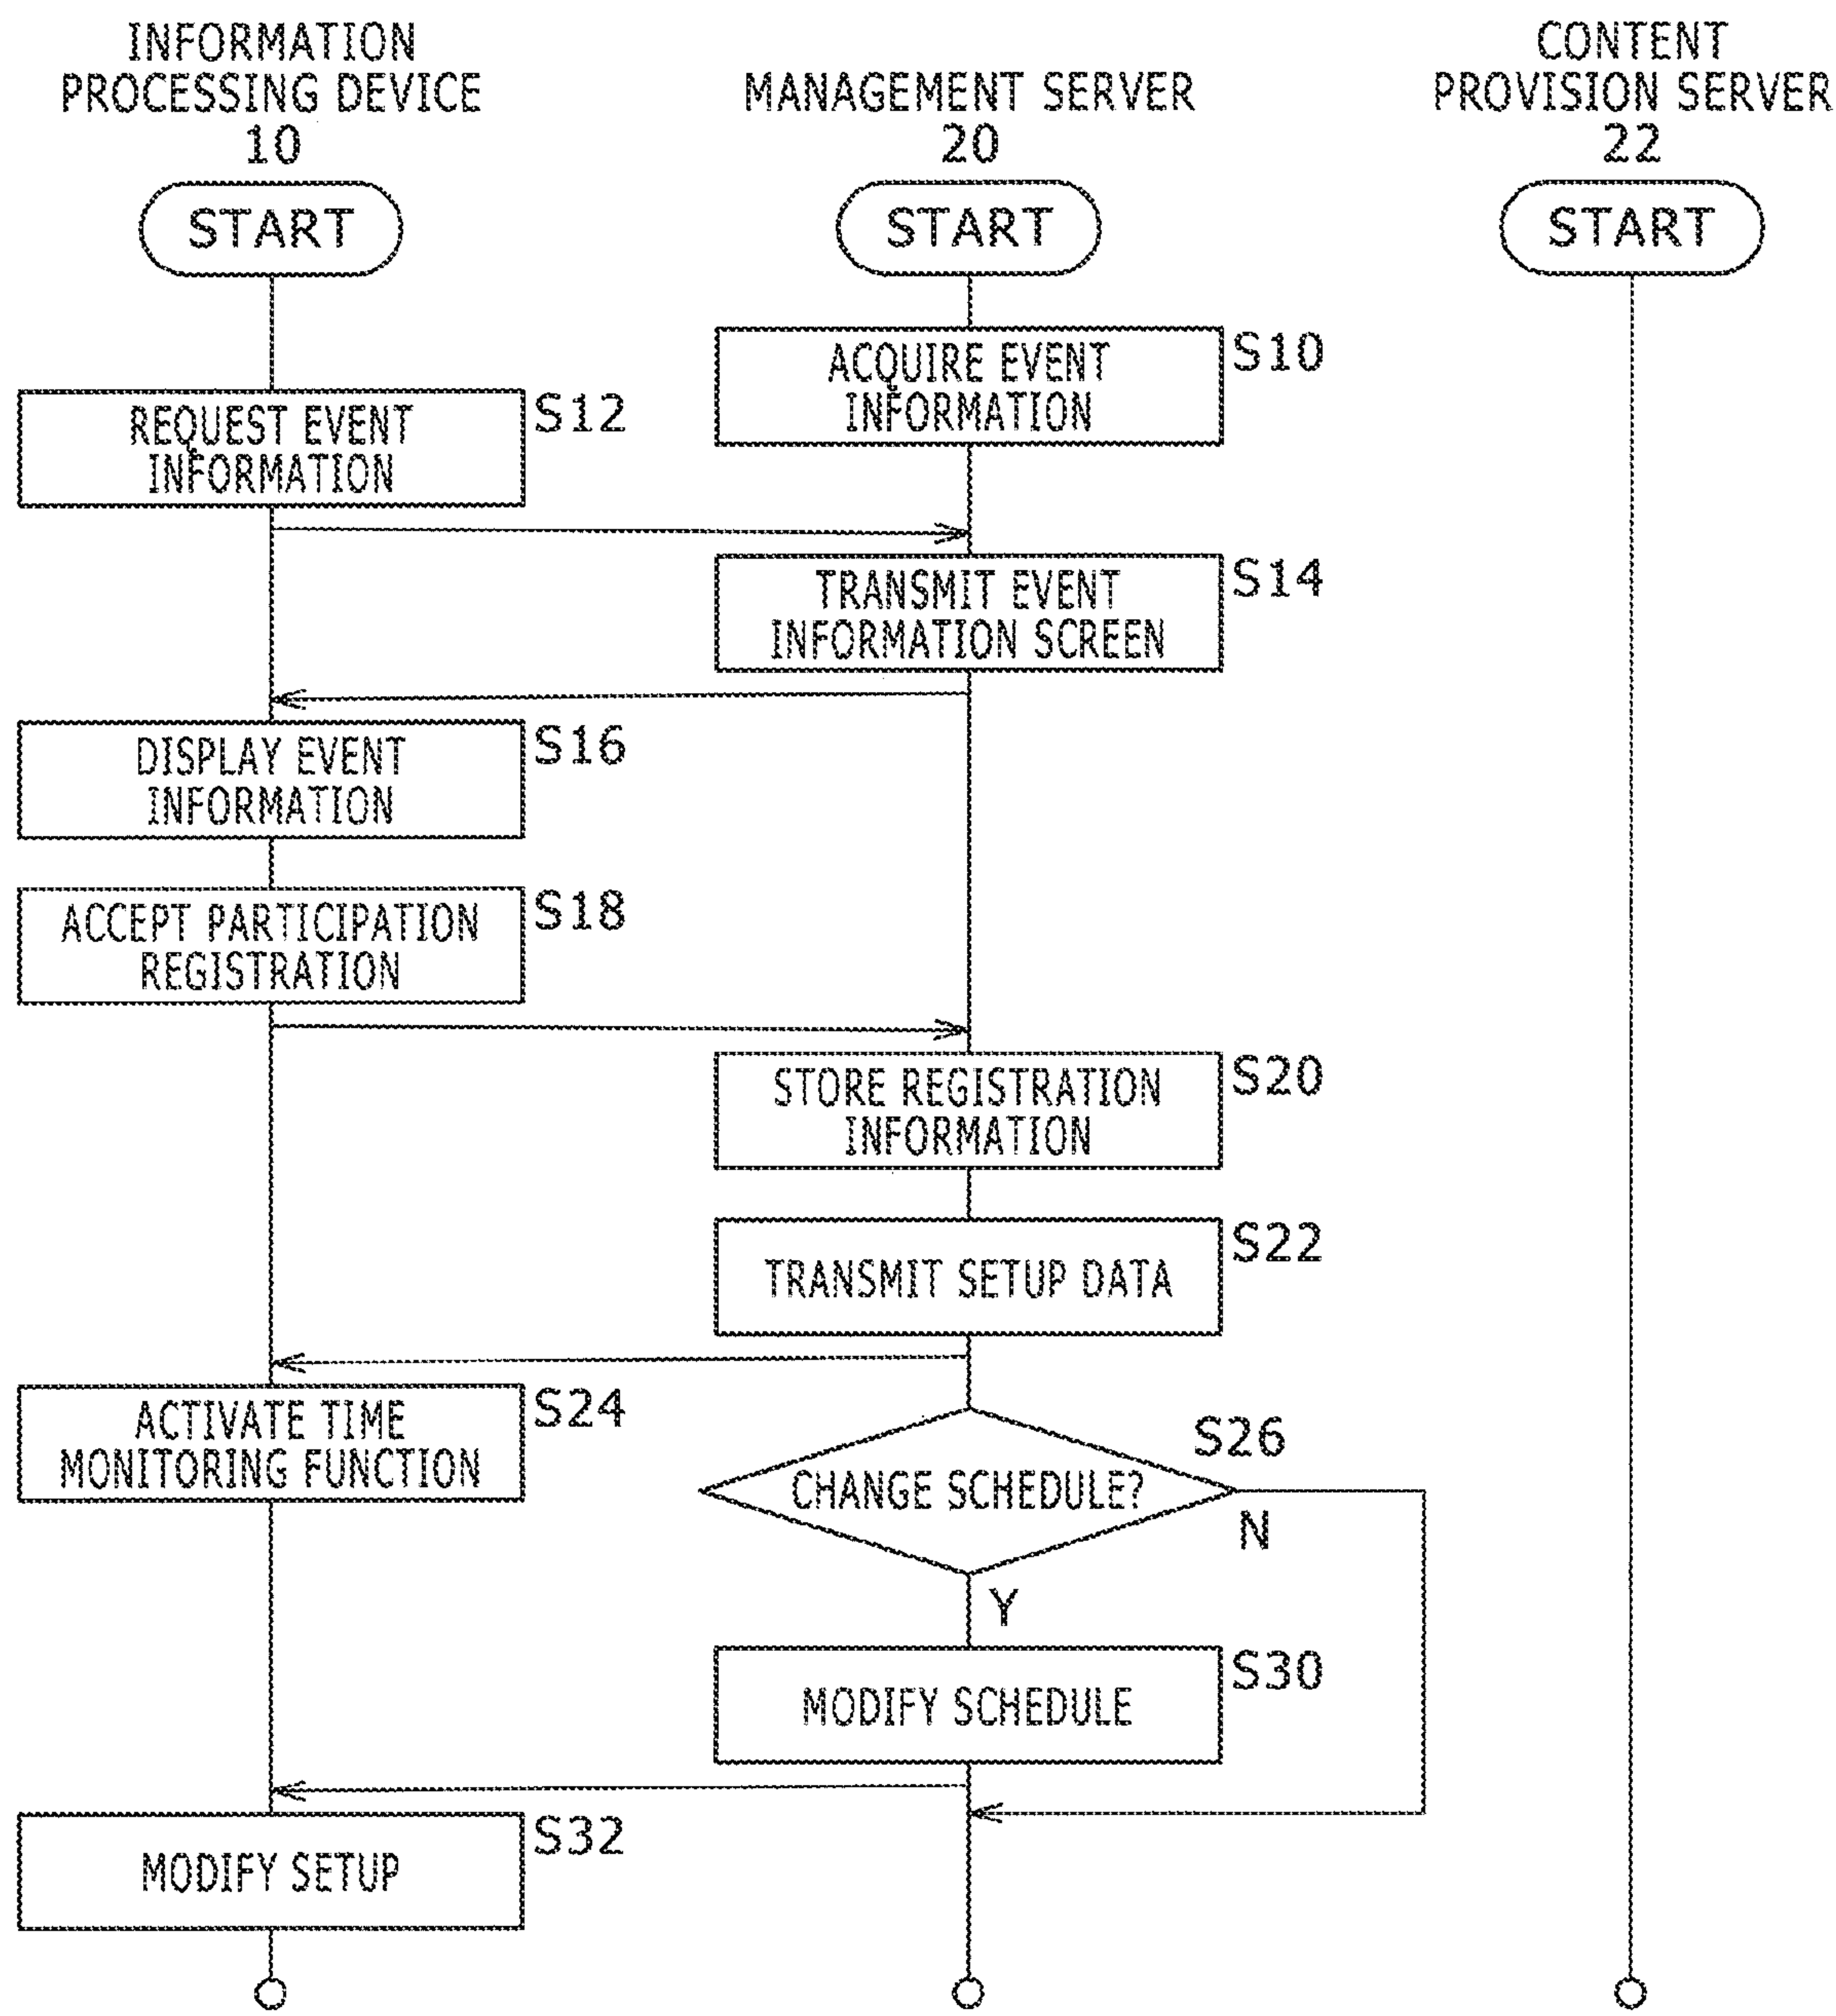 INFORMATION
PROCESSING DEVICE
10
MANAGEMENT SERVER
20
CONTENT
PROVISION SERVER
22
START
START
START
ACQUIRE EVENT
INFORMATION
S10
REQUEST EVENT
INFORMATION
S12
TRANSMIT EVENT
INFORMATION SCREEN
S14
DISPLAY EVENT
INFORMATION
S16
ACCEPT PARTICIPATION
REGISTRATION
S18
STORE REGISTRATION
INFORMATION
S20
TRANSMIT SETUP DATA
S22
ACTIVATE TIME
MONITORING FUNCTION
S24
CHANGE SCHEDULE?
S26
N
Y
MODIFY SCHEDULE
S30
MODIFY SETUP
S32